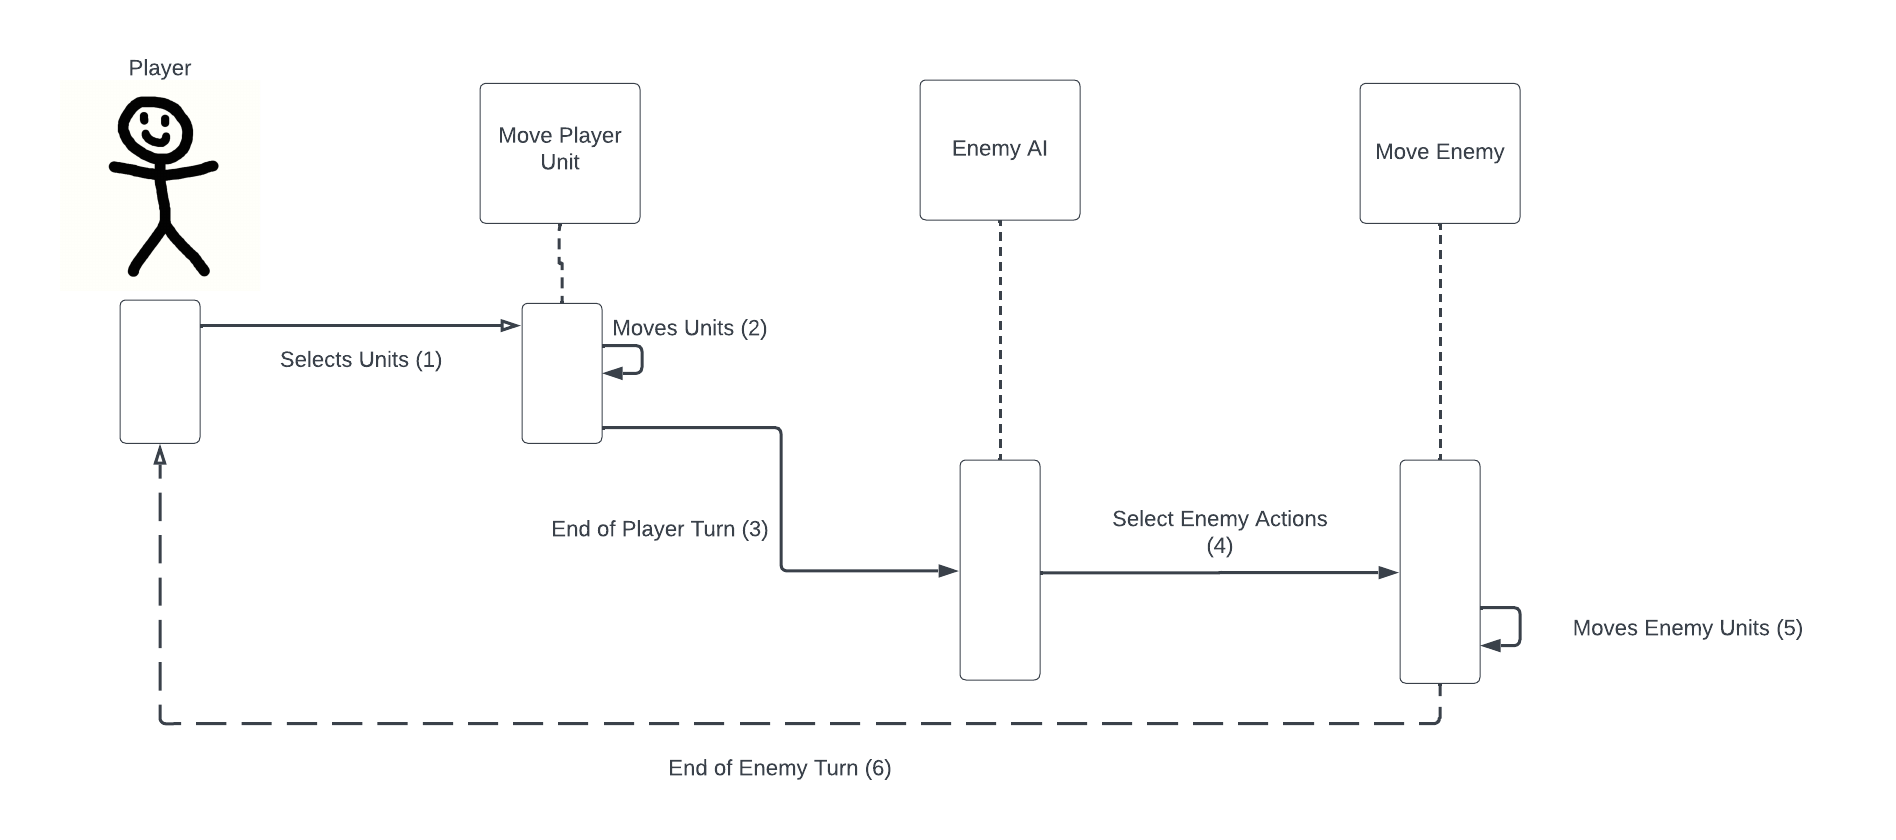 Player
Move Player
Unit
Enemy AI
Move Enemy
Moves Units (2)
Selects Units (1)
End of Player Turn (3)
Select Enemy Actions
(4)
Moves Enemy Units (5)
End of Enemy Turn (6)